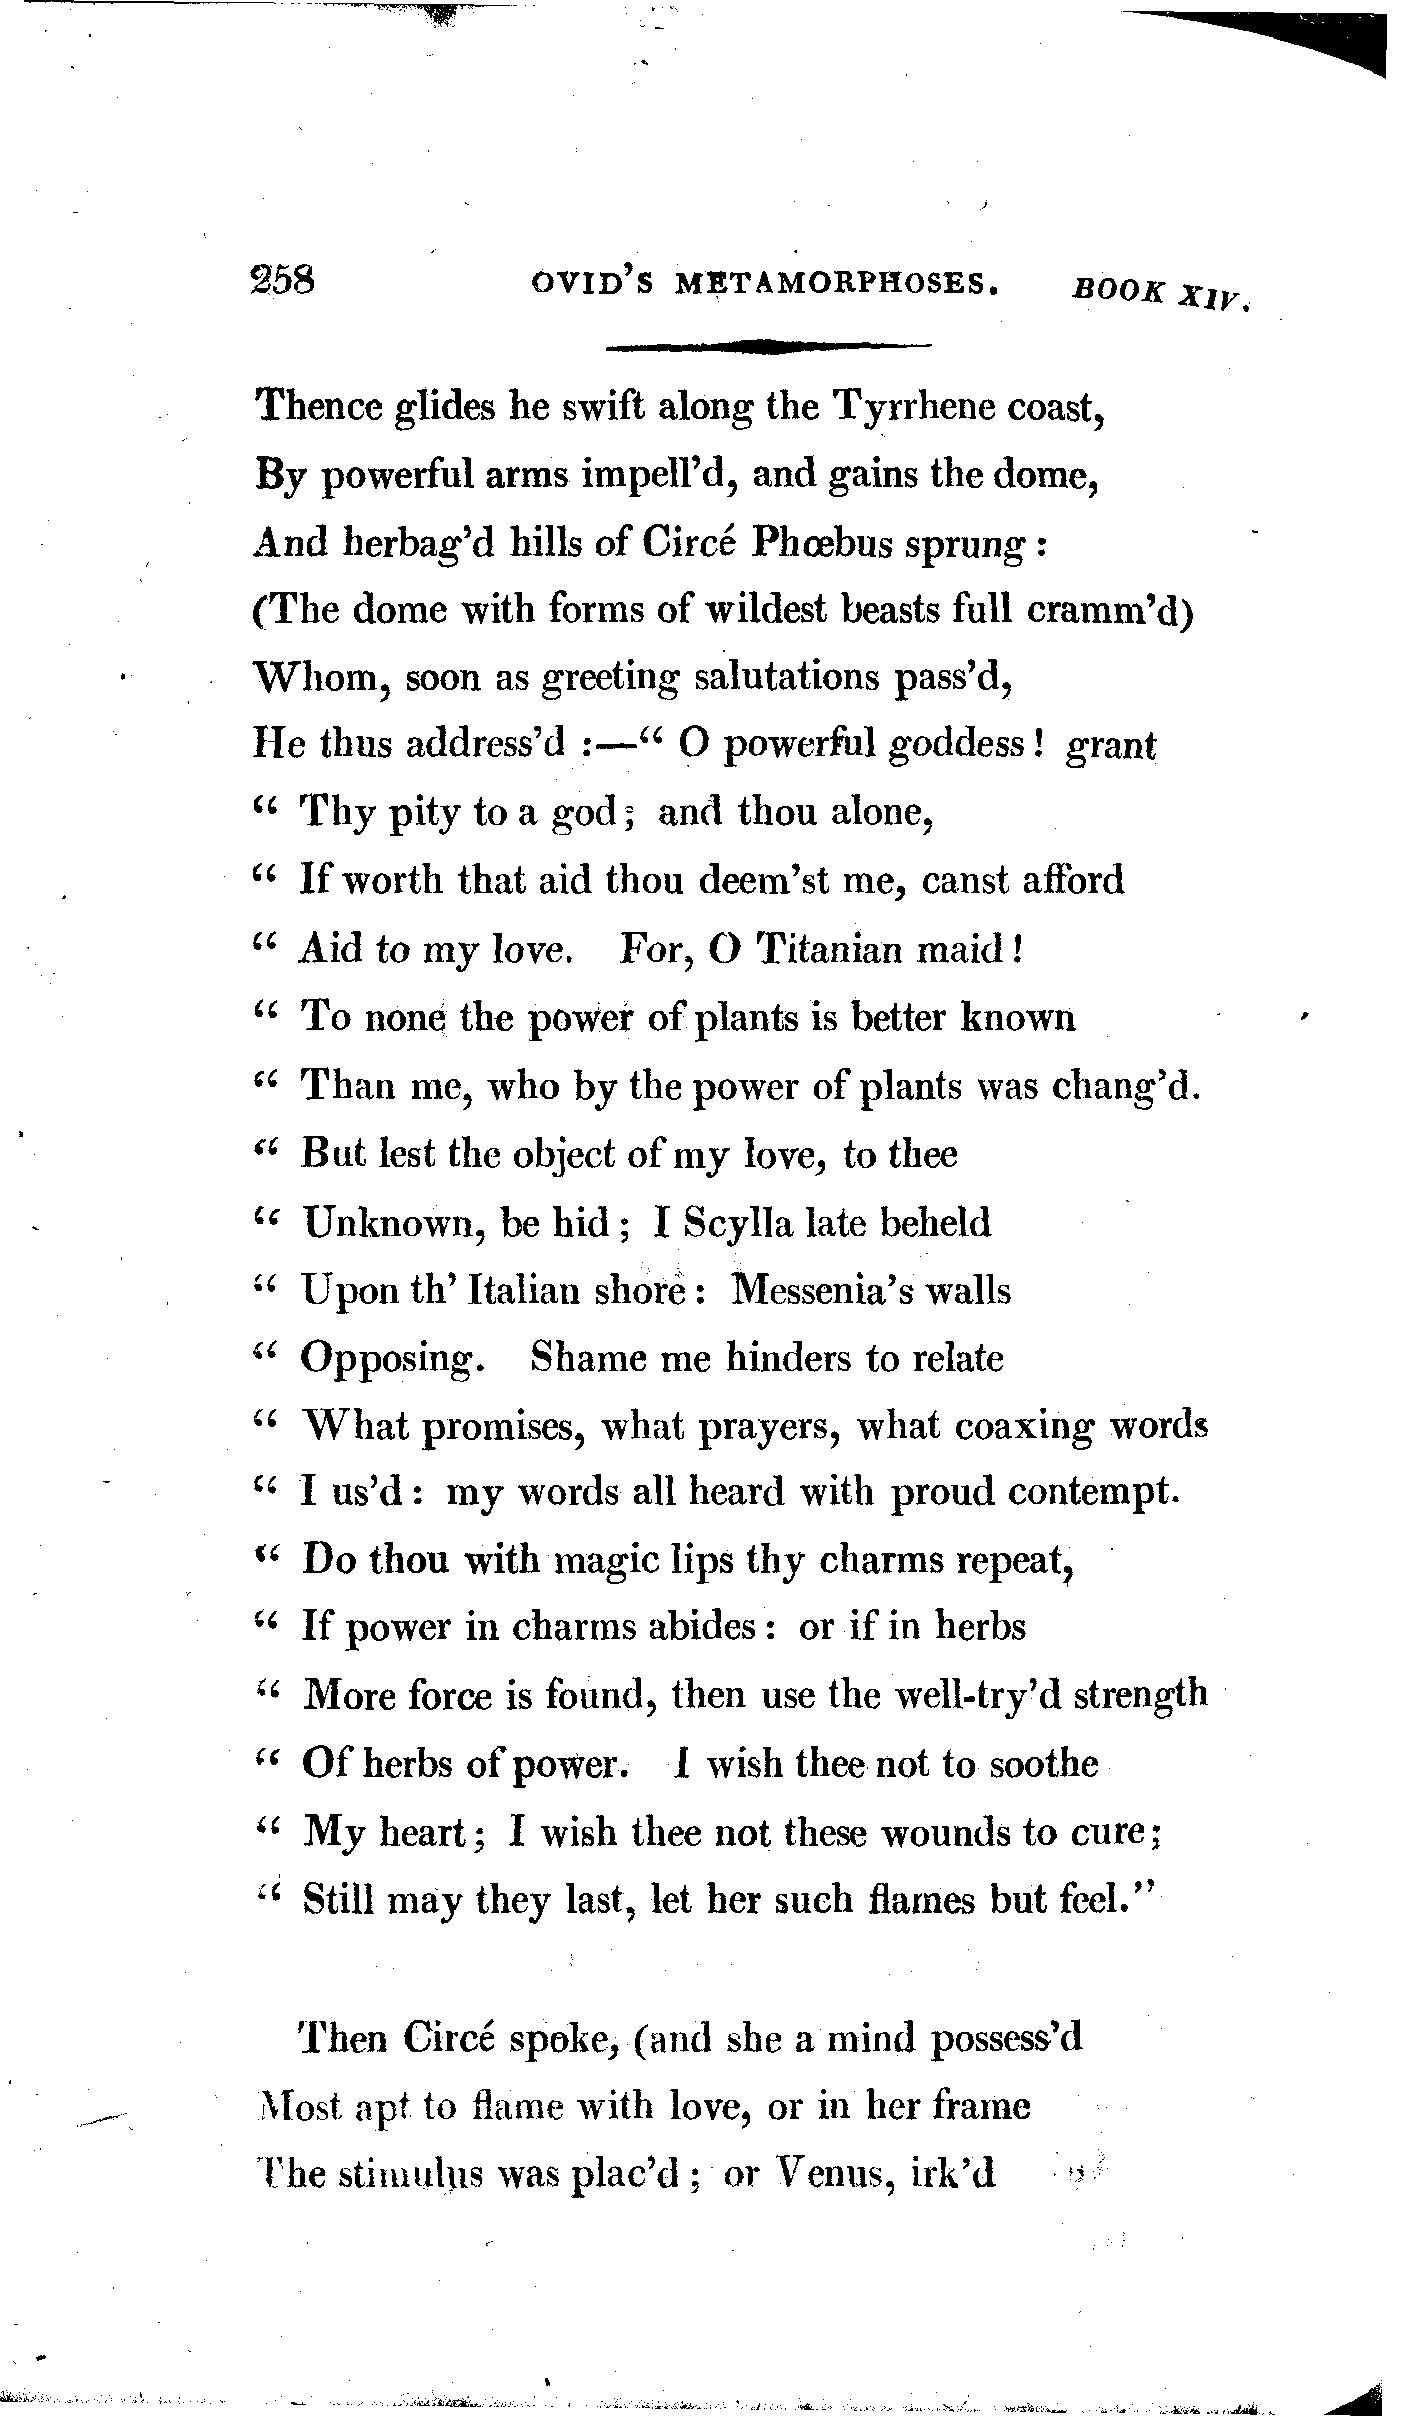 258 OVID'S METAMORPHOSES. BOOK XIV.
Thence glides he swift along the Tyrrhene coast,
By powerful arms impell'd, and gains the dome,
And herbag'd hills of Circé Phœbus sprung :
(The dome with forms of wildest beasts full cramm'd)
Whom, soon as greeting salutations pass'd,
He thus address'd :—“ O powerful goddess ! grant
“ Thy pity to a god ; and thou alone,
“ If worth that aid thou deem'st me, canst afford
“ Aid to my love. For, O Titanian maid !
“ To none the power of plants is better known
“ Than me, who by the power of plants was chang'd.
“ But lest the object of my love, to thee
“ Unknown, be hid ; I Scylla late beheld
“ Upon th' Italian shore : Messenia's walls
“ Opposing. Shame me hinders to relate
“ What promises, what prayers, what coaxing words
“ I us'd : my words all heard with proud contempt.
“ Do thou with magic lips thy charms repeat,
“ If power in charms abides : or if in herbs
“ More force is found, then use the well-try'd strength
“ Of herbs of power. I wish thee not to soothe
“ My heart ; I wish thee not these wounds to cure ;
“ Still may they last, let her such flames but feel.”
Then Circé spoke, (and she a mind possess'd
Most apt to flame with love, or in her frame
The stimulus was plac'd ; or Venus, irk'd